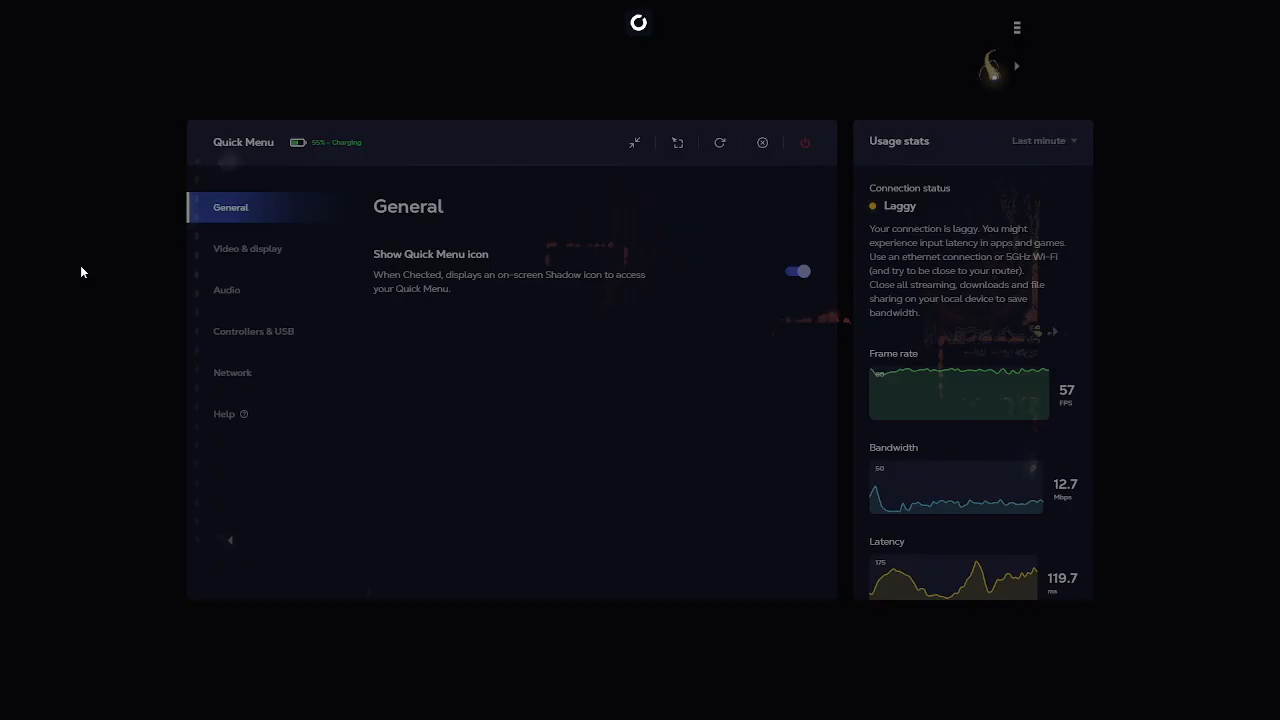 Quick Menu
55% - Charging
General
Video & display
Audio
Controllers & USB
Network
Help
General
Show Quick Menu icon
When Checked, displays an on-screen Shadow icon to access
your Quick Menu.
Usage stats
Last minute
Connection status
Laggy
Your connection is laggy. You might
experience input latency in apps and games.
Use an ethernet connection or 5GHz Wi-Fi
(and try to be close to your router).
Close all streaming, downloads and file
sharing on your local device to save
bandwidth.
Frame rate
60
57
FPS
Bandwidth
50
12.7
Mbps
Latency
175
119.7
ms